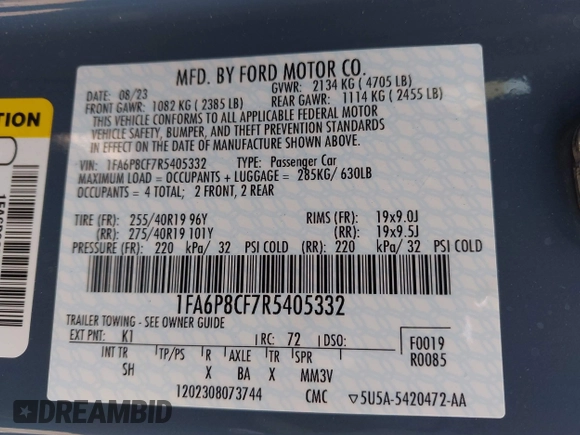 MFD. BY FORD MOTOR CO.
DATE: 08/23 GVWR: 2134 KG ( 4705 LB)
FRONT GAWR: 1082 KG ( 2385 LB) REAR GAWR: 1114 KG ( 2455 LB)
THIS VEHICLE CONFORMS TO ALL APPLICABLE FEDERAL MOTOR
VEHICLE SAFETY, BUMPER, AND THEFT PREVENTION STANDARDS
IN EFFECT ON THE DATE OF MANUFACTURE SHOWN ABOVE.
VIN: 1FA6P8CF7R5405332 TYPE: Passenger Car
MAXIMUM LOAD = OCCUPANTS + LUGGAGE = 285KG/ 630LB
OCCUPANTS = 4 TOTAL; 2 FRONT, 2 REAR
TIRE (FR): 255/40R19 96Y RIMS (FR): 19x9.0J
(RR): 275/40R19 101Y (RR): 19x9.5J
PRESSURE (FR): 220 kPa/ 32 PSI COLD (RR): 220 kPa/ 32 PSI COLD
1FA6P8CF7R5405332
TRAILER TOWING - SEE OWNER GUIDE
EXT PNT: K1 RC: 72 DSO: F0019
INT TR TP/PS R AXLE TR SPR R0085
SH X BA X MM3V
1202308073744 CMC ▽5U5A-5420472-AA
TION
DREAMBID